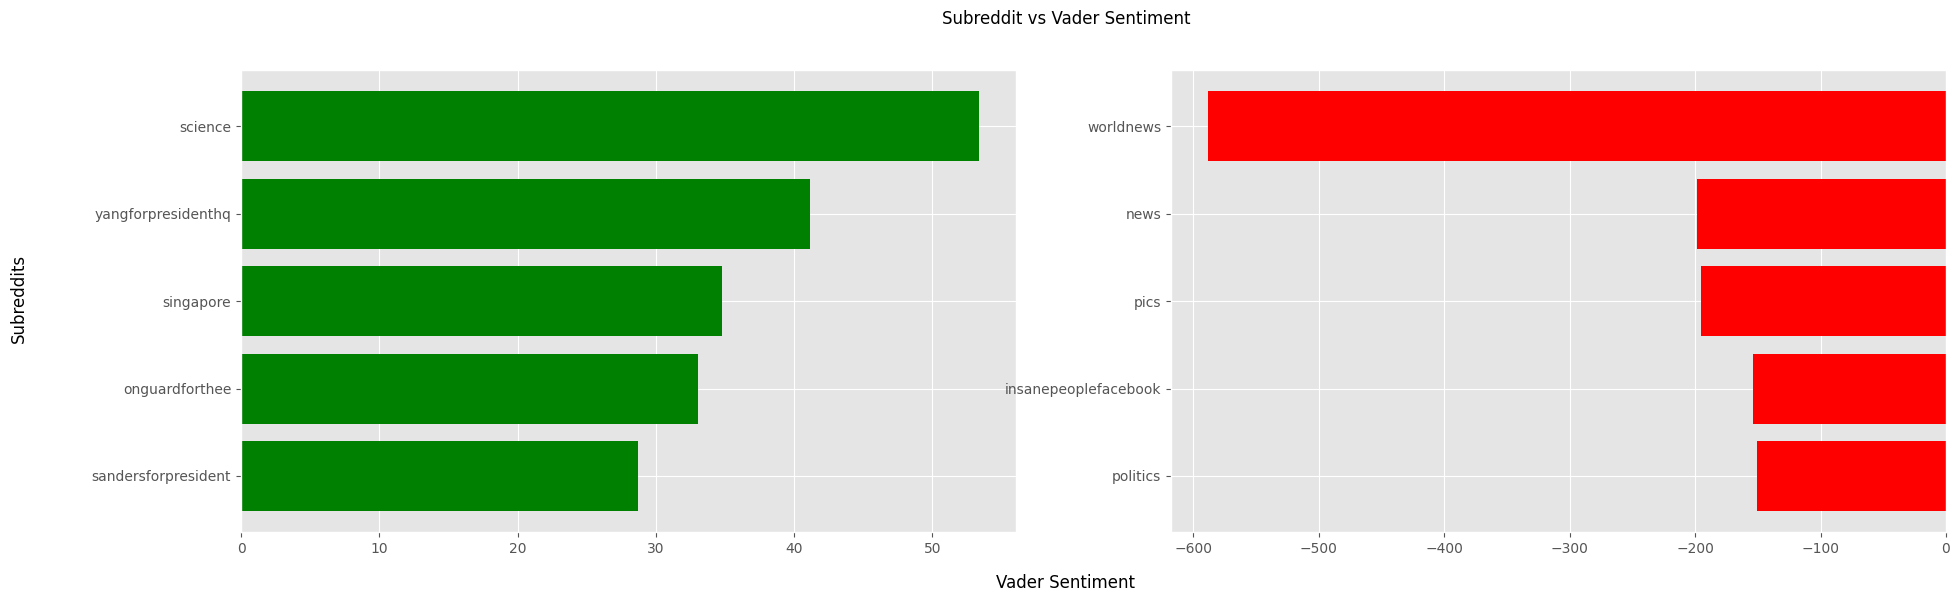 Subreddit vs Vader Sentiment
Subreddits
science
yangforpresidenthq
singapore
onguardforthee
sandersforpresident
0 10 20 30 40 50
worldnews
news
pics
insanepeoplefacebook
politics
−600 −500 −400 −300 −200 −100 0
Vader Sentiment